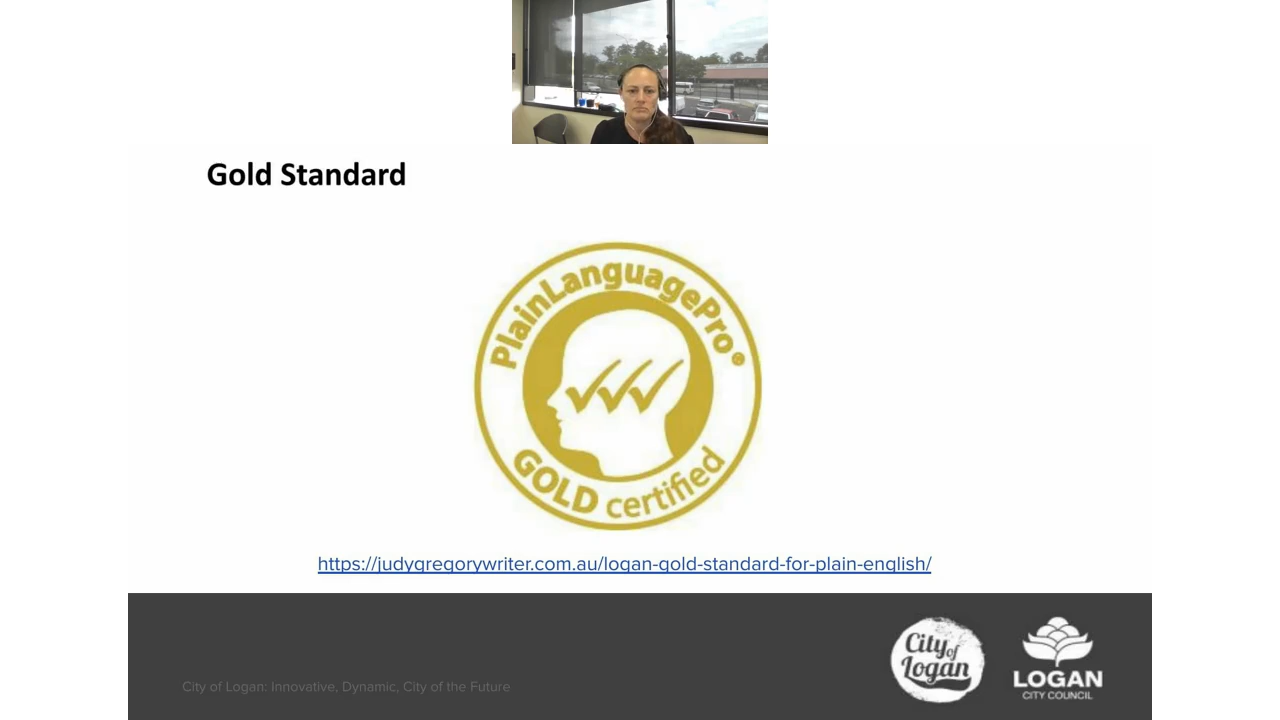 Gold Standard
PlainLanguagePro®
GOLD certified
https://judygregorywriter.com.au/logan-gold-standard-for-plain-english/
City of Logan: Innovative, Dynamic, City of the Future
City of
Logan
LOGAN
CITY COUNCIL